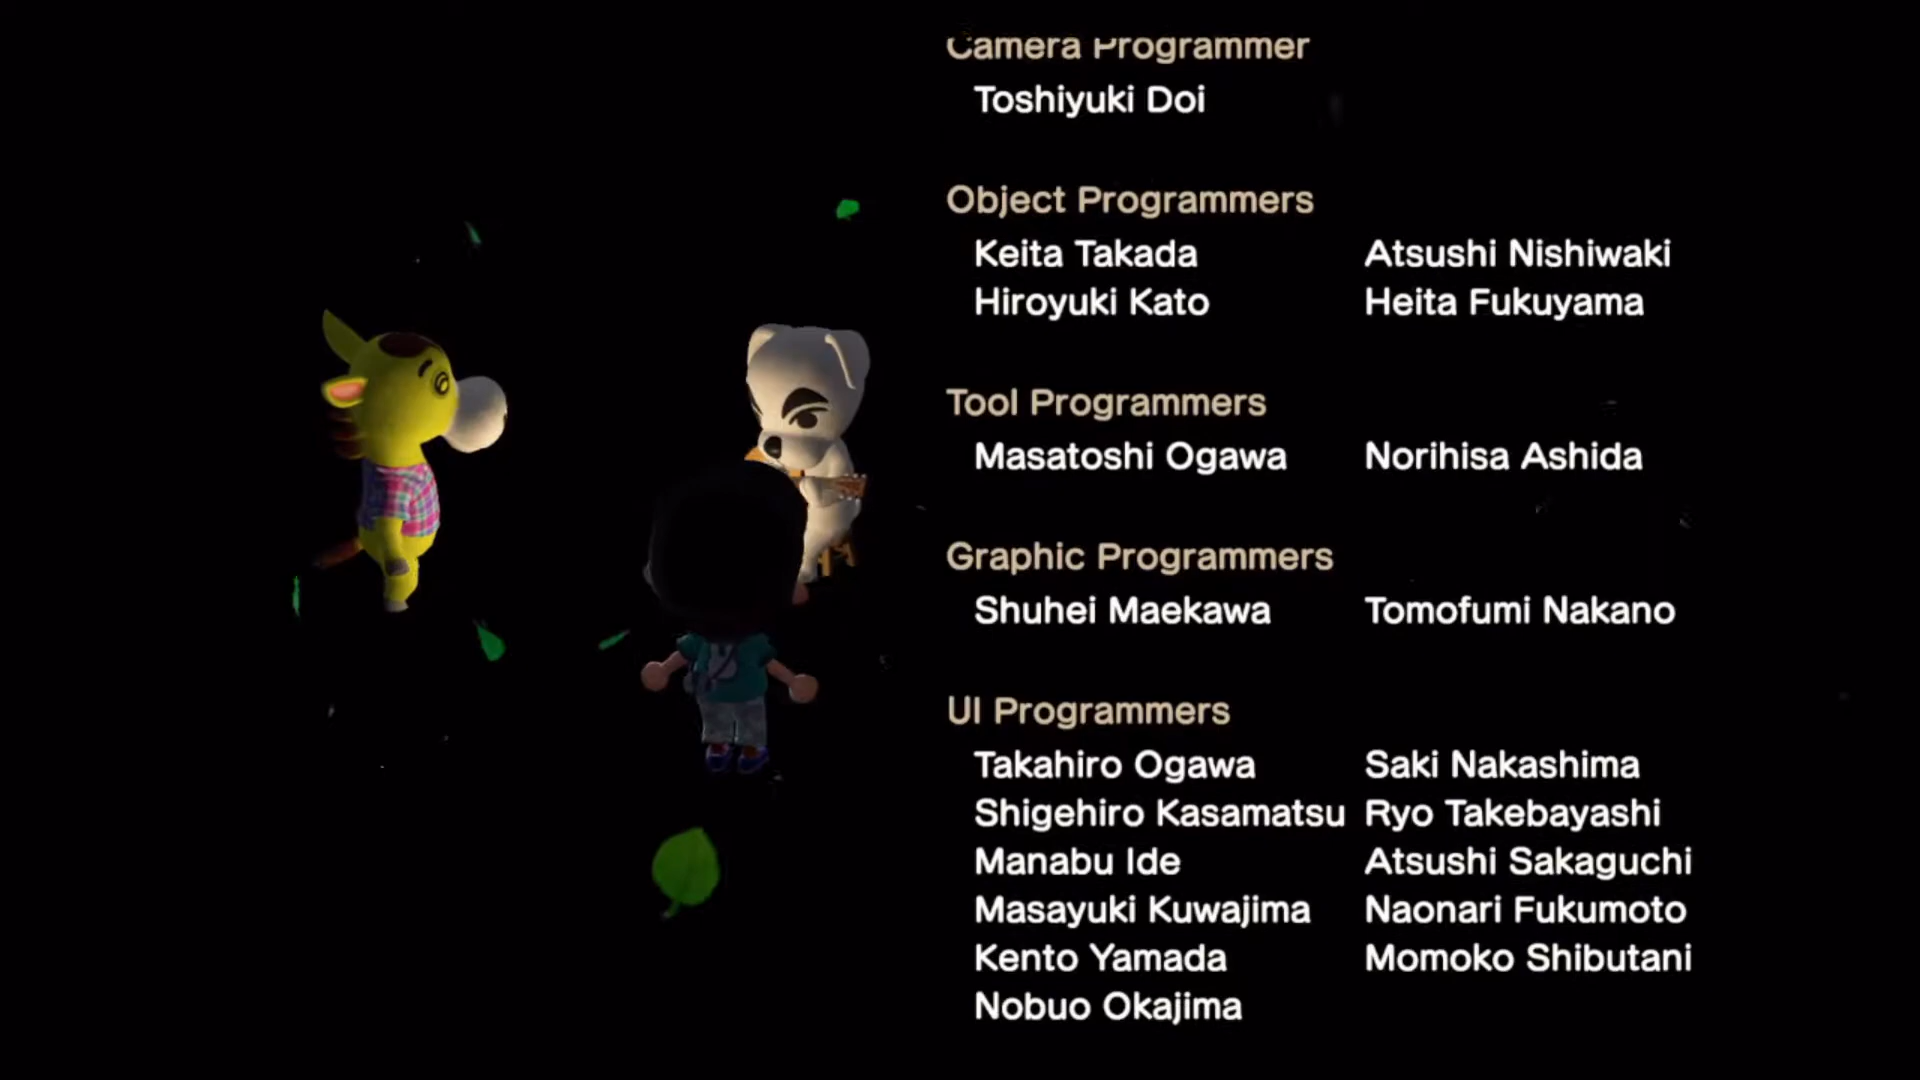 Camera Programmer
Toshiyuki Doi
Object Programmers
Keita Takada Atsushi Nishiwaki
Hiroyuki Kato Heita Fukuyama
Tool Programmers
Masatoshi Ogawa Norihisa Ashida
Graphic Programmers
Shuhei Maekawa Tomofumi Nakano
UI Programmers
Takahiro Ogawa Saki Nakashima
Shigehiro Kasamatsu Ryo Takebayashi
Manabu Ide Atsushi Sakaguchi
Masayuki Kuwajima Naonari Fukumoto
Kento Yamada Momoko Shibutani
Nobuo Okajima